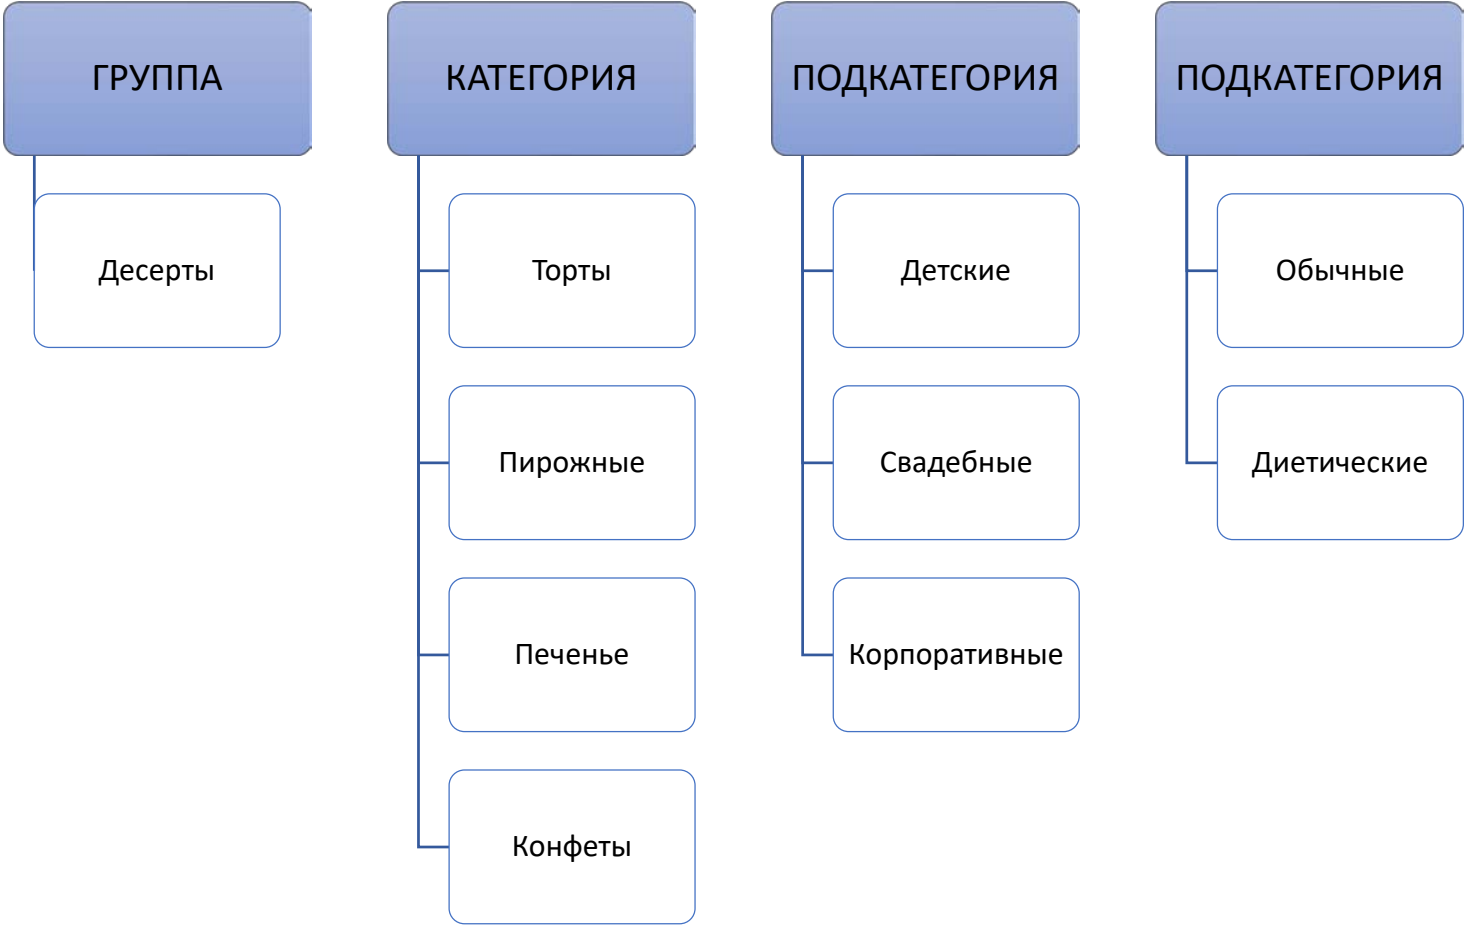 ГРУППА
Десерты
КАТЕГОРИЯ
Торты
Пирожные
Печенье
Конфеты
ПОДКАТЕГОРИЯ
Детские
Свадебные
Корпоративные
ПОДКАТЕГОРИЯ
Обычные
Диетические